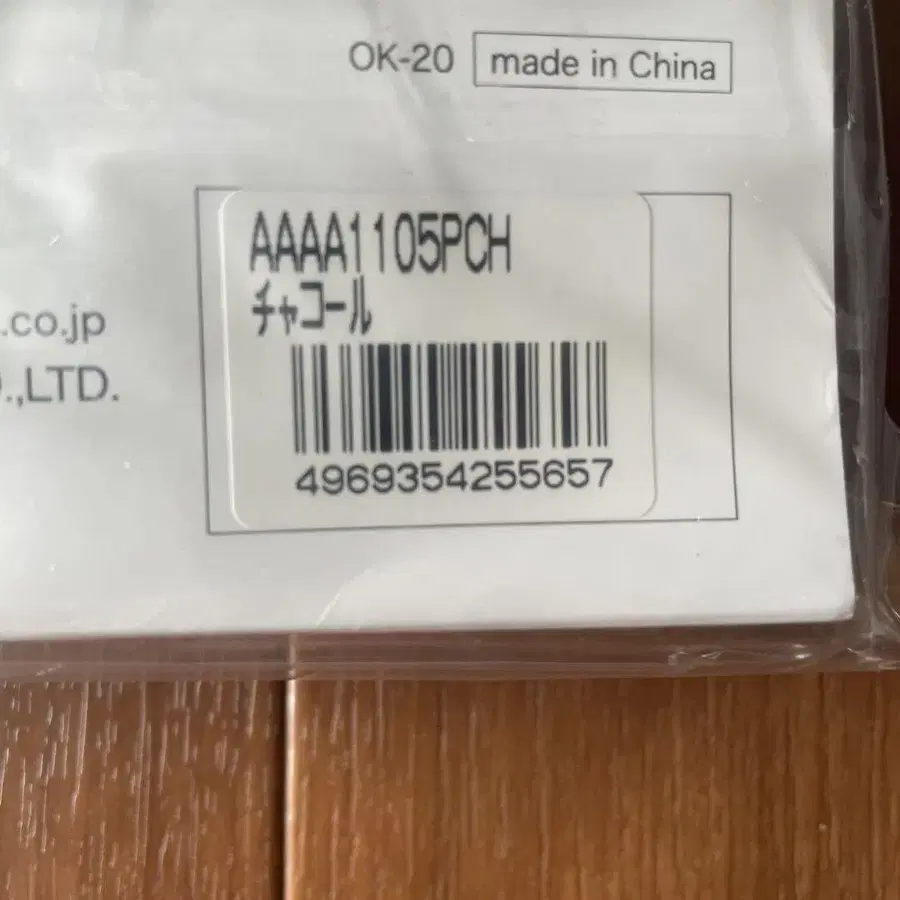 OK-20 made in China
AAAA1105PCH
チャコール
.co.jp
.,LTD.
4969354255657